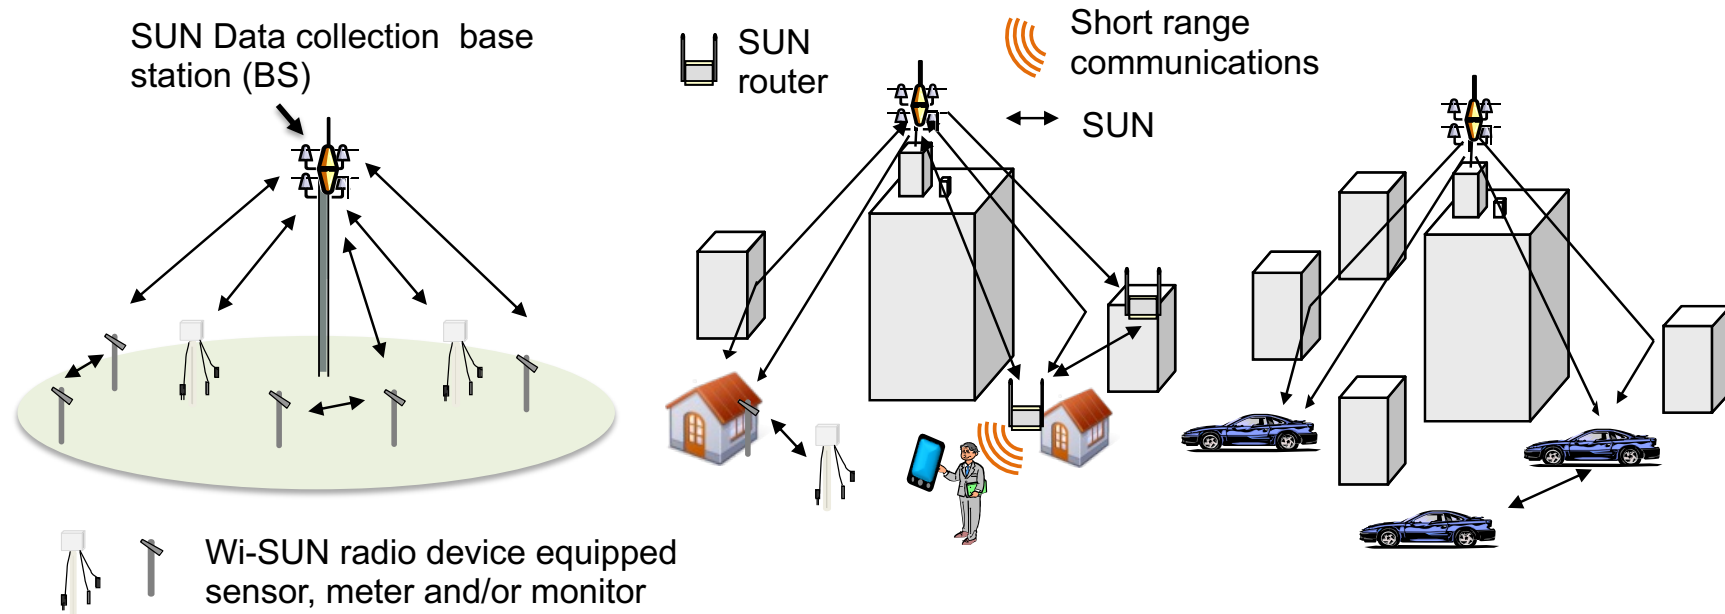 SUN Data collection  base
station (BS)
SUN
router
Short range
communications
SUN
Wi-SUN radio device equipped
sensor, meter and/or monitor